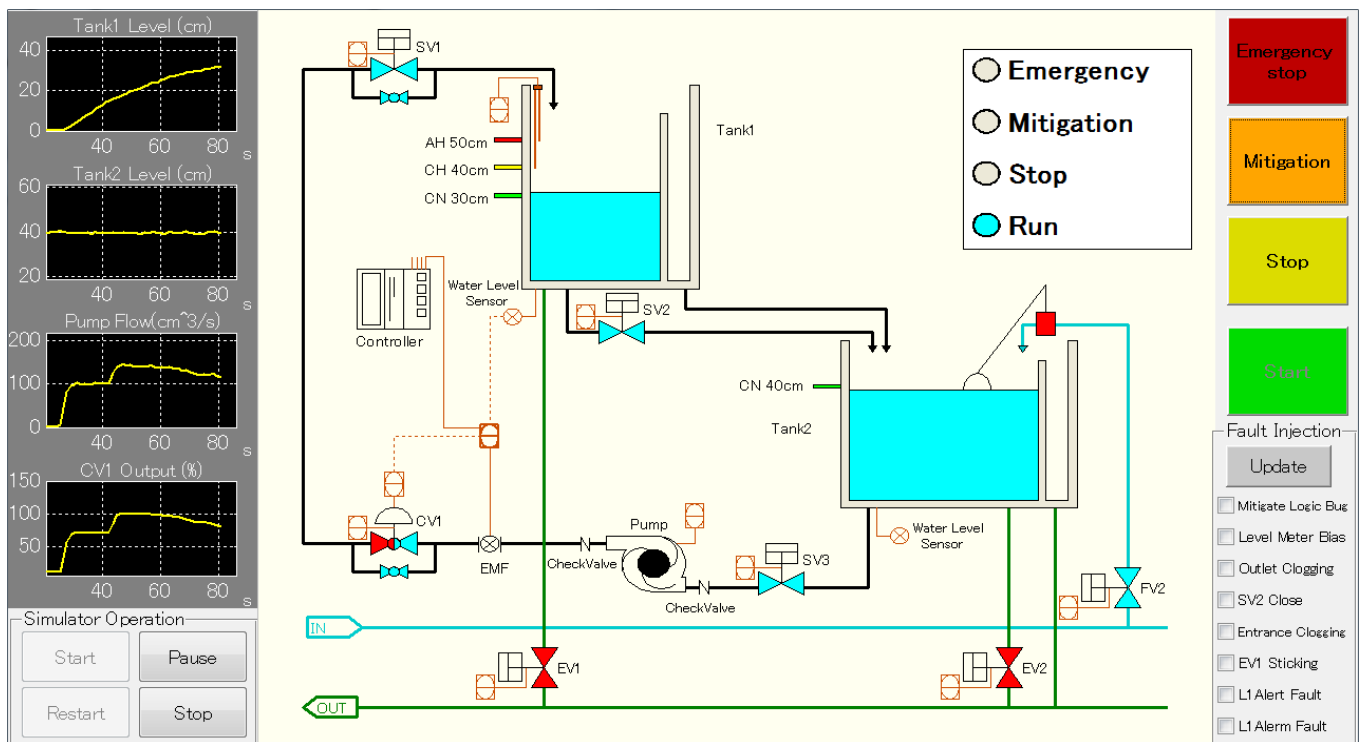 Tank1 Level (cm)
40
20
0
40 60 80 s
Tank2 Level (cm)
60
40
20
40 60 80 s
Pump Flow(cm^3/s)
200
100
0
40 60 80 s
CV1 Output (%)
150
100
50
40 60 80 s
Simulator Operation
Start Pause
Restart Stop
SV1
AH 50cm
CH 40cm
CN 30cm
Tank1
Emergency
Mitigation
Stop
Run
Water Level
Sensor
SV2
Controller
CN 40cm
Tank2
CV1
EMF
CheckValve
Pump
CheckValve
SV3
Water Level
Sensor
FV2
IN
EV1
EV2
OUT
Emergency
stop
Mitigation
Stop
Start
Fault Injection
Update
Mitigate Logic Bug
Level Meter Bias
Outlet Clogging
SV2 Close
Entrance Clogging
EV1 Sticking
L1 Alert Fault
L1 Alerm Fault